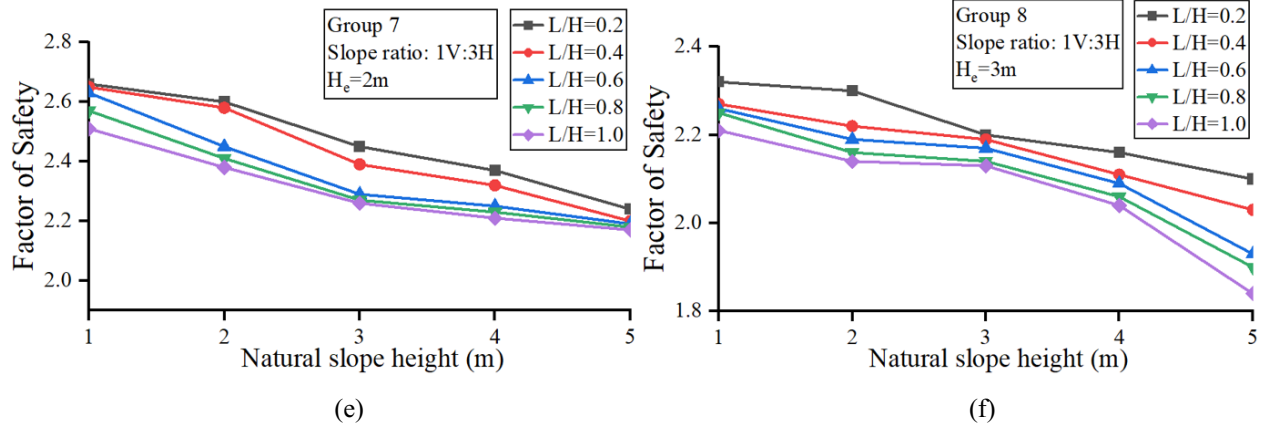 Group 7
Slope ratio: 1V:3H
H_e=2m
L/H=0.2
L/H=0.4
L/H=0.6
L/H=0.8
L/H=1.0
2.8
2.6
2.4
2.2
2.0
Factor of Safety
1 2 3 4 5
Natural slope height (m)
(e)
Group 8
Slope ratio: 1V:3H
H_e=3m
L/H=0.2
L/H=0.4
L/H=0.6
L/H=0.8
L/H=1.0
2.4
2.2
2.0
1.8
Factor of Safety
1 2 3 4 5
Natural slope height (m)
(f)